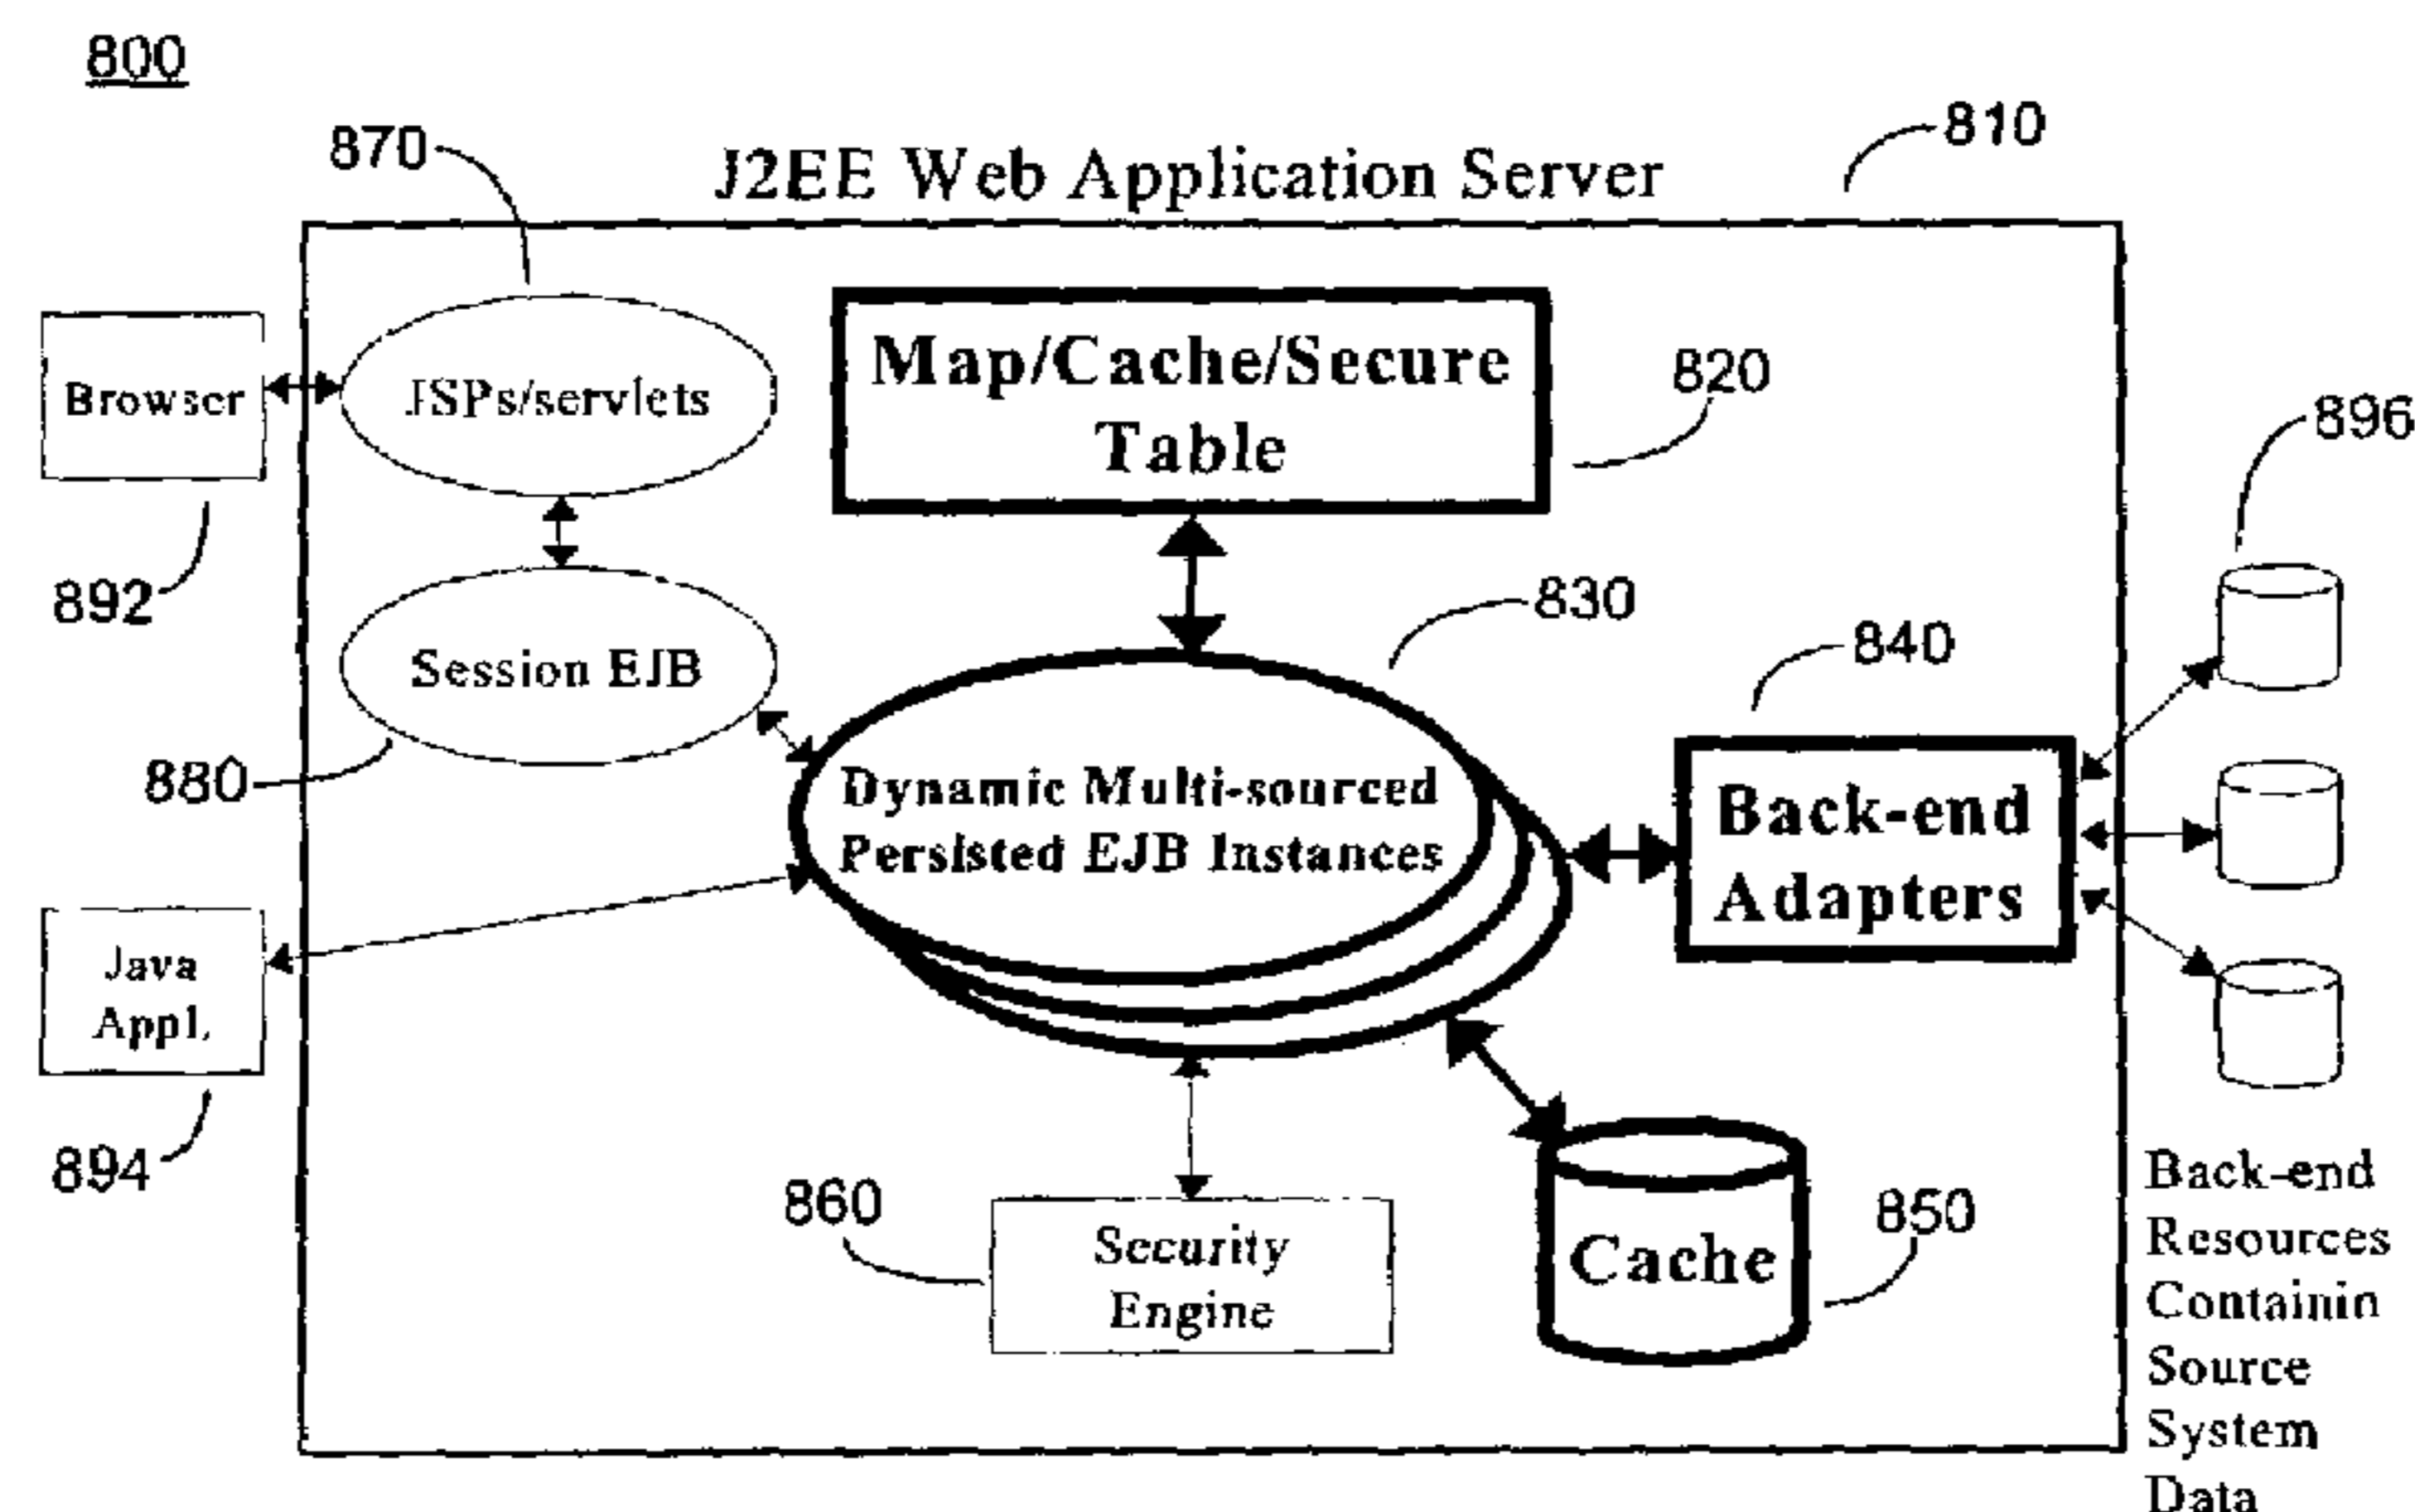 800
870
J2EE Web Application Server
810
Browser
JSPs/servlets
Map/Cache/Secure
Table
820
896
892
Session EJB
830
840
880
Dynamic Multi-sourced
Persisted EJB Instances
Back-end
Adapters
Java
Appl.
894
860
Security
Engine
Cache
850
Back-end
Resources
Containin
Source
System
Data